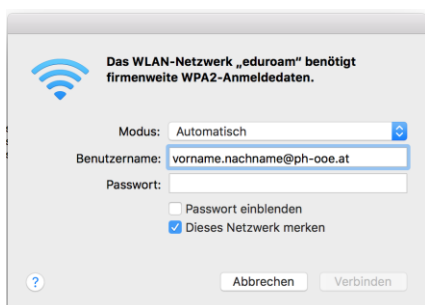 Das WLAN-Netzwerk „eduroam“ benötigt
firmenweite WPA2-Anmeldedaten.
Modus: Automatisch
Benutzername: vorname.nachname@ph-ooe.at
Passwort:
Passwort einblenden
Dieses Netzwerk merken
? Abbrechen Verbinden